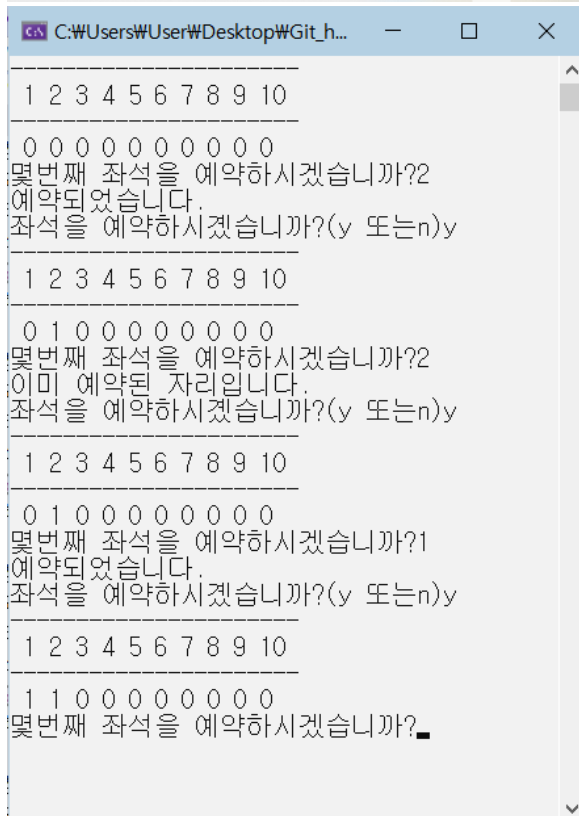 C:₩Users₩User₩Desktop₩Git_h...
--------------------
1 2 3 4 5 6 7 8 9 10
--------------------
0 0 0 0 0 0 0 0 0 0
몇번째 좌석을 예약하시겠습니까?2
예약되었습니다.
좌석을 예약하시곘습니까?(y 또는n)y
--------------------
1 2 3 4 5 6 7 8 9 10
--------------------
0 1 0 0 0 0 0 0 0 0
몇번째 좌석을 예약하시겠습니까?2
이미 예약된 자리입니다.
좌석을 예약하시곘습니까?(y 또는n)y
--------------------
1 2 3 4 5 6 7 8 9 10
--------------------
0 1 0 0 0 0 0 0 0 0
몇번째 좌석을 예약하시겠습니까?1
예약되었습니다.
좌석을 예약하시곘습니까?(y 또는n)y
--------------------
1 2 3 4 5 6 7 8 9 10
--------------------
1 1 0 0 0 0 0 0 0 0
몇번째 좌석을 예약하시겠습니까?